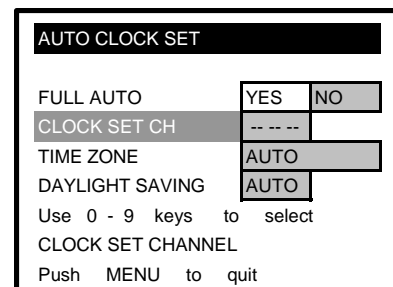 AUTO CLOCK SET
FULL AUTO YES NO
CLOCK SET CH -- -- --
TIME ZONE AUTO
DAYLIGHT SAVING AUTO
Use 0 - 9 keys to select
CLOCK SET CHANNEL
Push MENU to quit